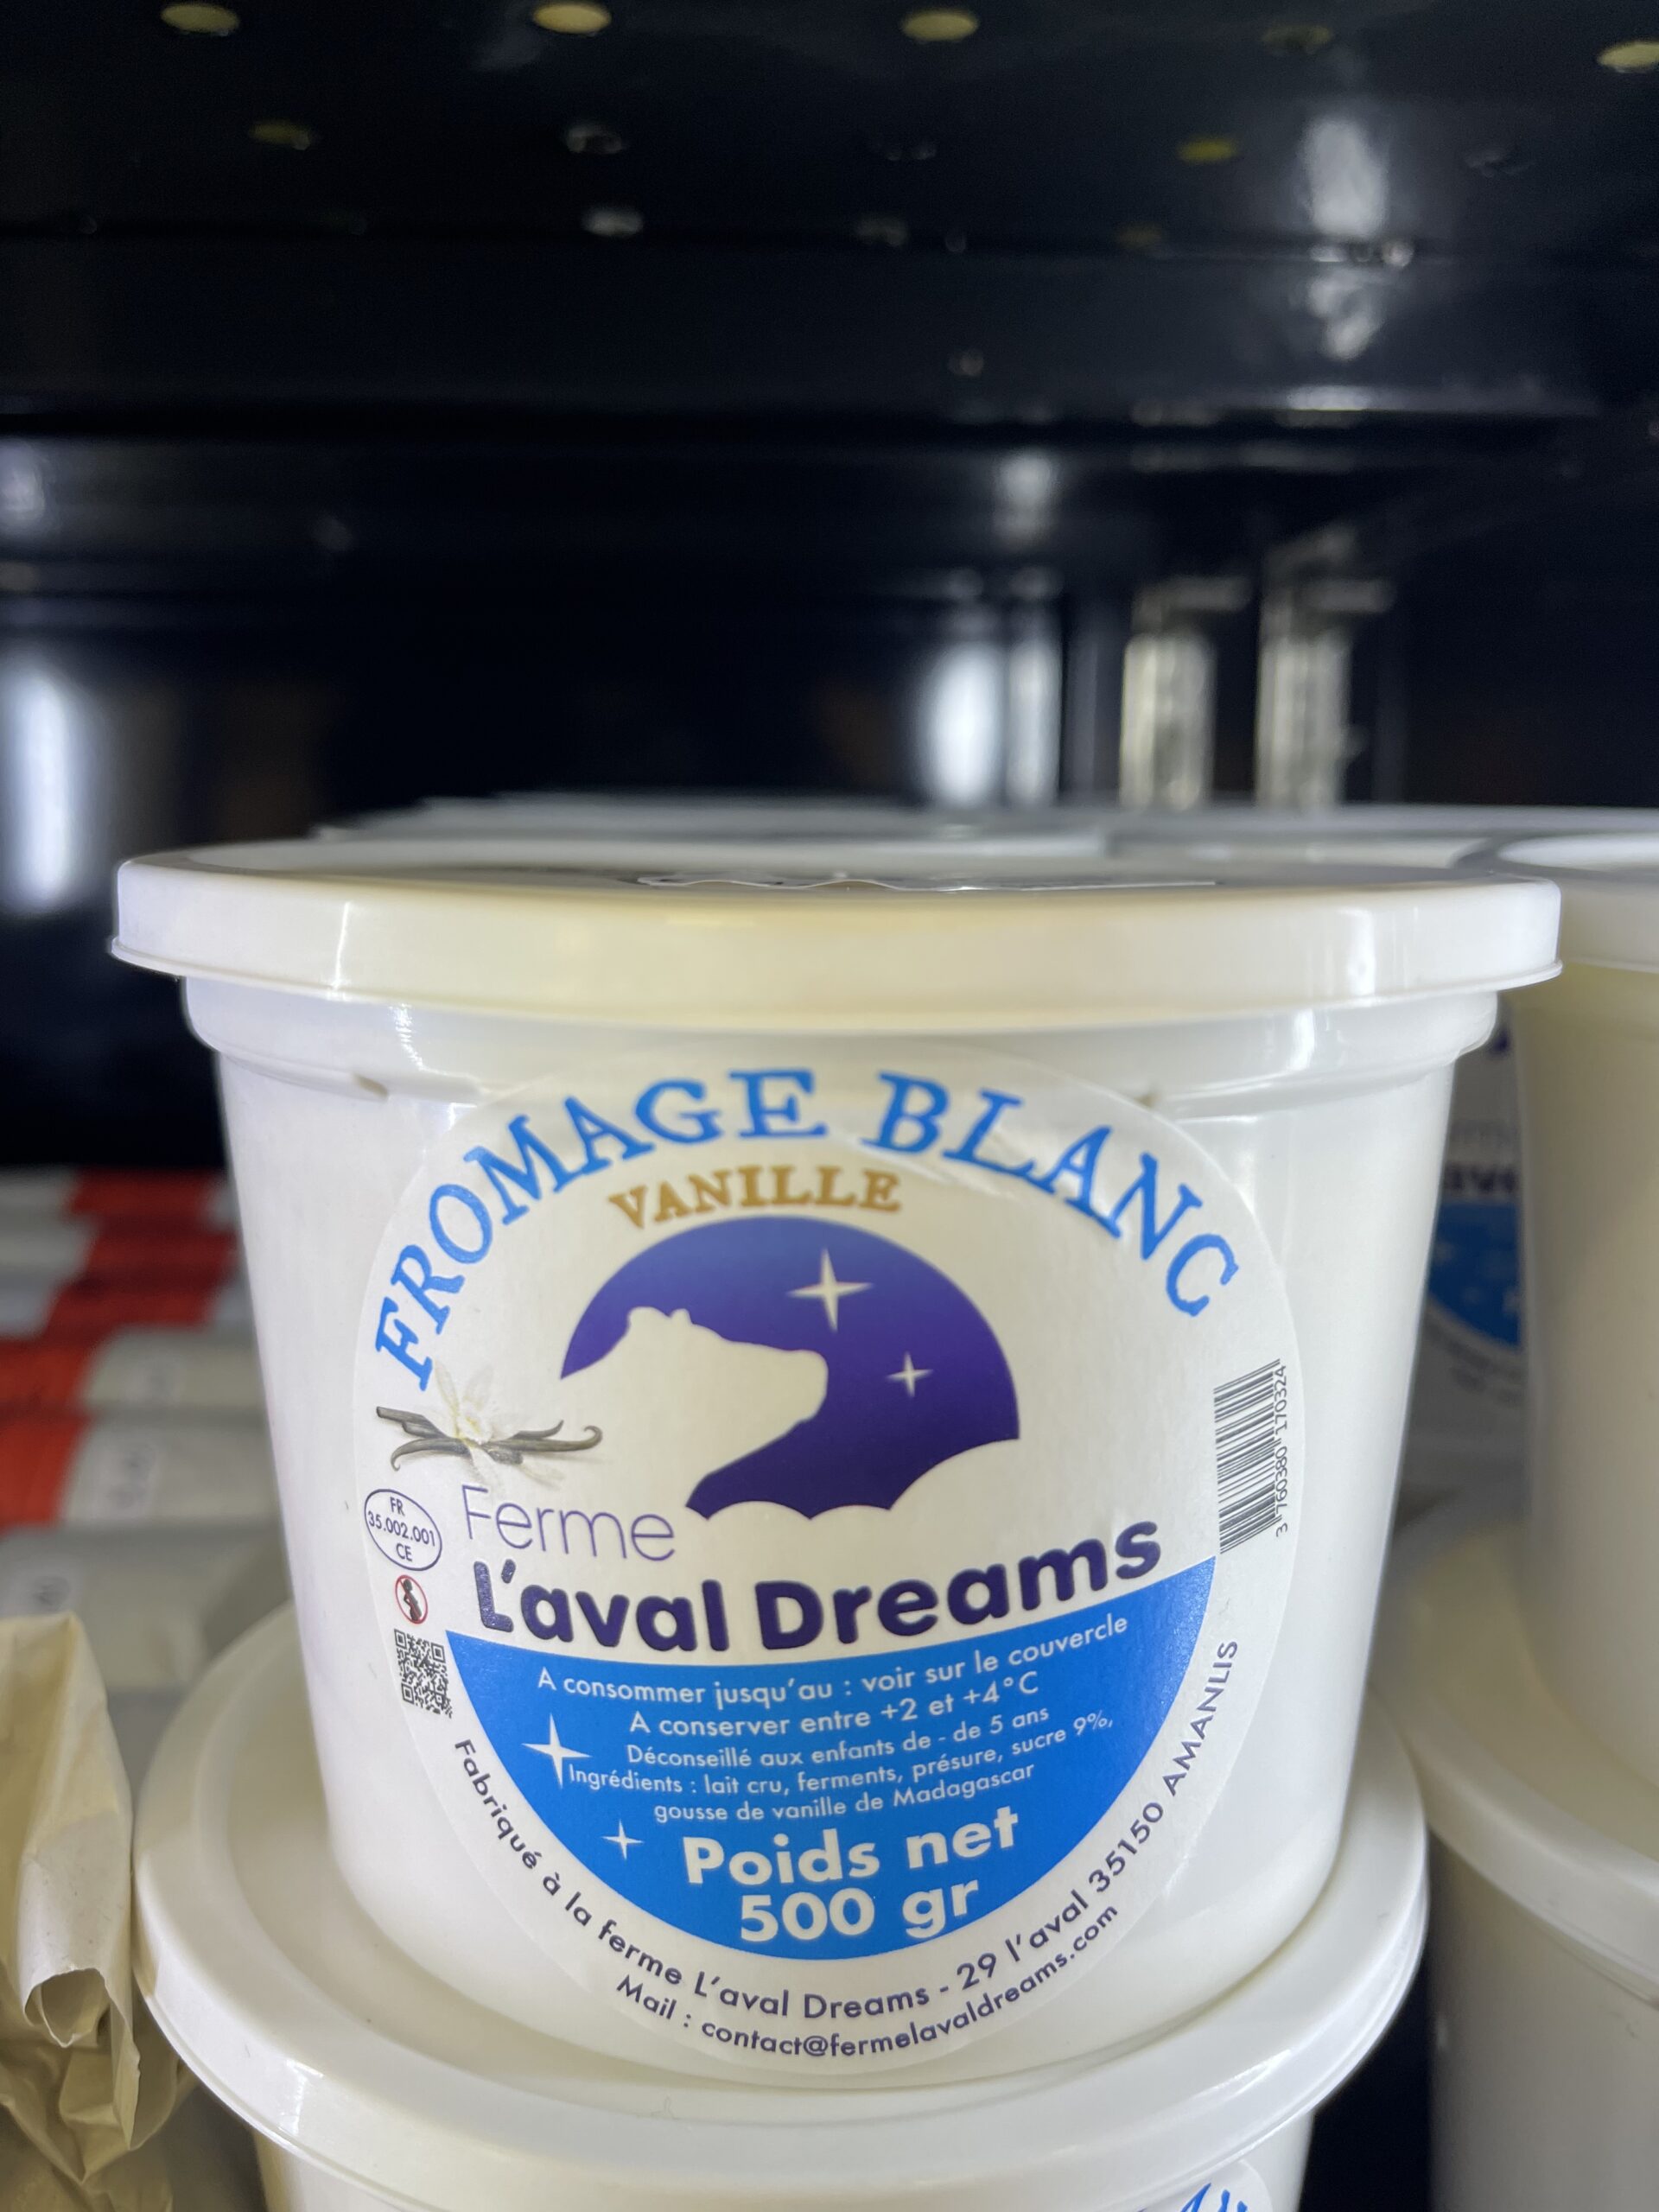 FROMAGE BLANC
VANILLE
FR
35.002.001
CE
3 760380 170324
Ferme
L'aval Dreams
A consommer jusqu'au : voir sur le couvercle
A conserver entre +2 et +4°C
Déconseillé aux enfants de - de 5 ans
Ingrédients : lait cru, ferments, présure, sucre 9%,
gousse de vanille de Madagascar
Poids net
500 gr
Fabriqué à la ferme L'aval Dreams - 29 l'aval 35150 AMANLIS
Mail : contact@fermelavaldreams.com